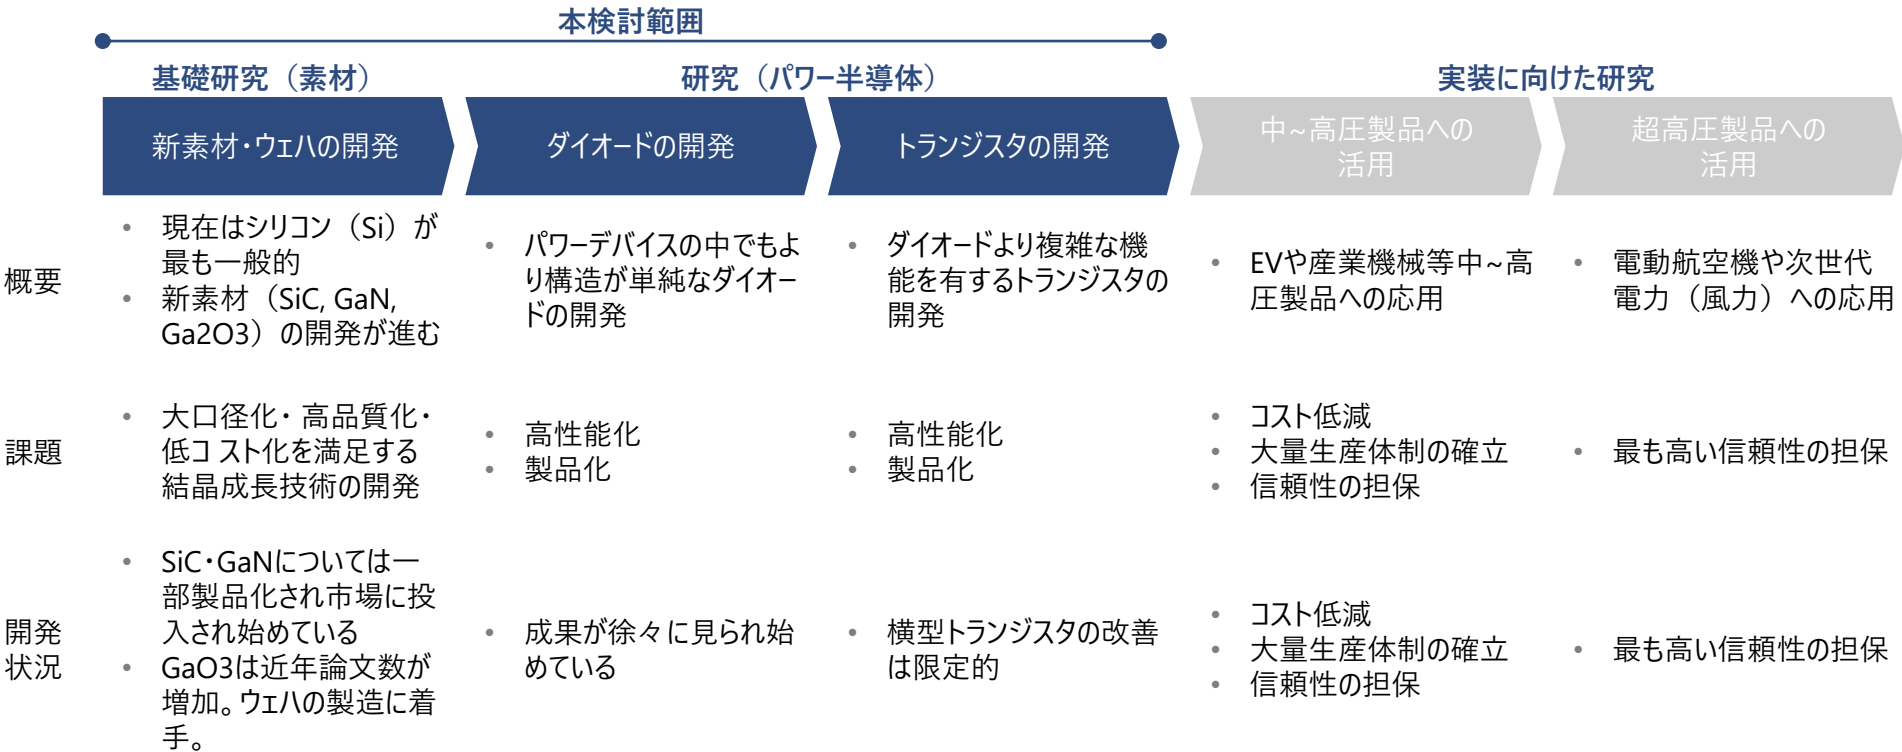 本検討範囲
基礎研究（素材）
研究（パワー半導体）
実装に向けた研究
新素材・ウェハの開発
ダイオードの開発
トランジスタの開発
中~高圧製品への
活用
超高圧製品への
活用
概要
• 現在はシリコン（Si）が
最も一般的
• 新素材（SiC, GaN,
Ga2O3）の開発が進む
• パワーデバイスの中でもよ
り構造が単純なダイオー
ドの開発
• ダイオードより複雑な機
能を有するトランジスタの
開発
• EVや産業機械等中~高
圧製品への応用
• 電動航空機や次世代
電力（風力）への応用
課題
• 大口径化・ 高品質化・
低コ スト化を満足する
結晶成長技術の開発
• 高性能化
• 製品化
• 高性能化
• 製品化
• コスト低減
• 大量生産体制の確立
• 信頼性の担保
• 最も高い信頼性の担保
開発
状況
• SiC・GaNについては一
部製品化され市場に投
入され始めている
• GaO3は近年論文数が
増加。ウエハの製造に着
手。
• 成果が徐々に見られ始
めている
• 横型トランジスタの改善
は限定的
• コスト低減
• 大量生産体制の確立
• 信頼性の担保
• 最も高い信頼性の担保